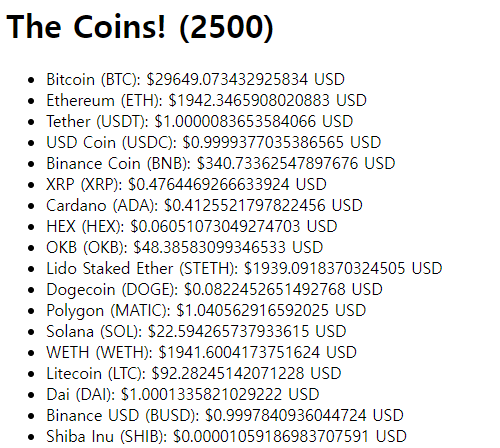 The Coins! (2500)
Bitcoin (BTC): $29649.073432925834 USD
Ethereum (ETH): $1942.3465908020883 USD
Tether (USDT): $1.0000083653584066 USD
USD Coin (USDC): $0.9999377035386565 USD
Binance Coin (BNB): $340.73362547897676 USD
XRP (XRP): $0.4764469266633924 USD
Cardano (ADA): $0.4125521797822456 USD
HEX (HEX): $0.06051073049274703 USD
OKB (OKB): $48.38583099346533 USD
Lido Staked Ether (STETH): $1939.0918370324505 USD
Dogecoin (DOGE): $0.0822452651492768 USD
Polygon (MATIC): $1.040562916592025 USD
Solana (SOL): $22.594265737933615 USD
WETH (WETH): $1941.6004173751624 USD
Litecoin (LTC): $92.28245142071228 USD
Dai (DAI): $1.0001335821029222 USD
Binance USD (BUSD): $0.9997840936044724 USD
Shiba Inu (SHIB): $0.00001059186983707591 USD